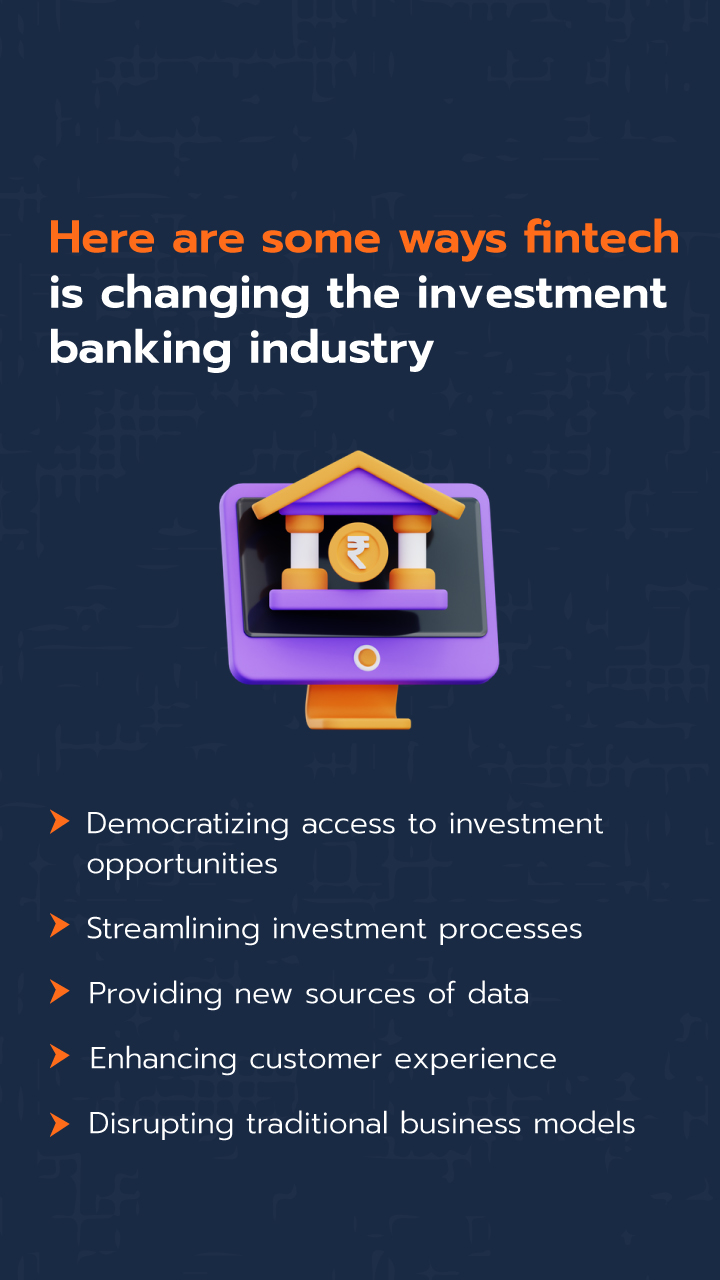 Here are some ways fintech
is changing the investment
banking industry
₹
Democratizing access to investment
opportunities
Streamlining investment processes
Providing new sources of data
Enhancing customer experience
Disrupting traditional business models